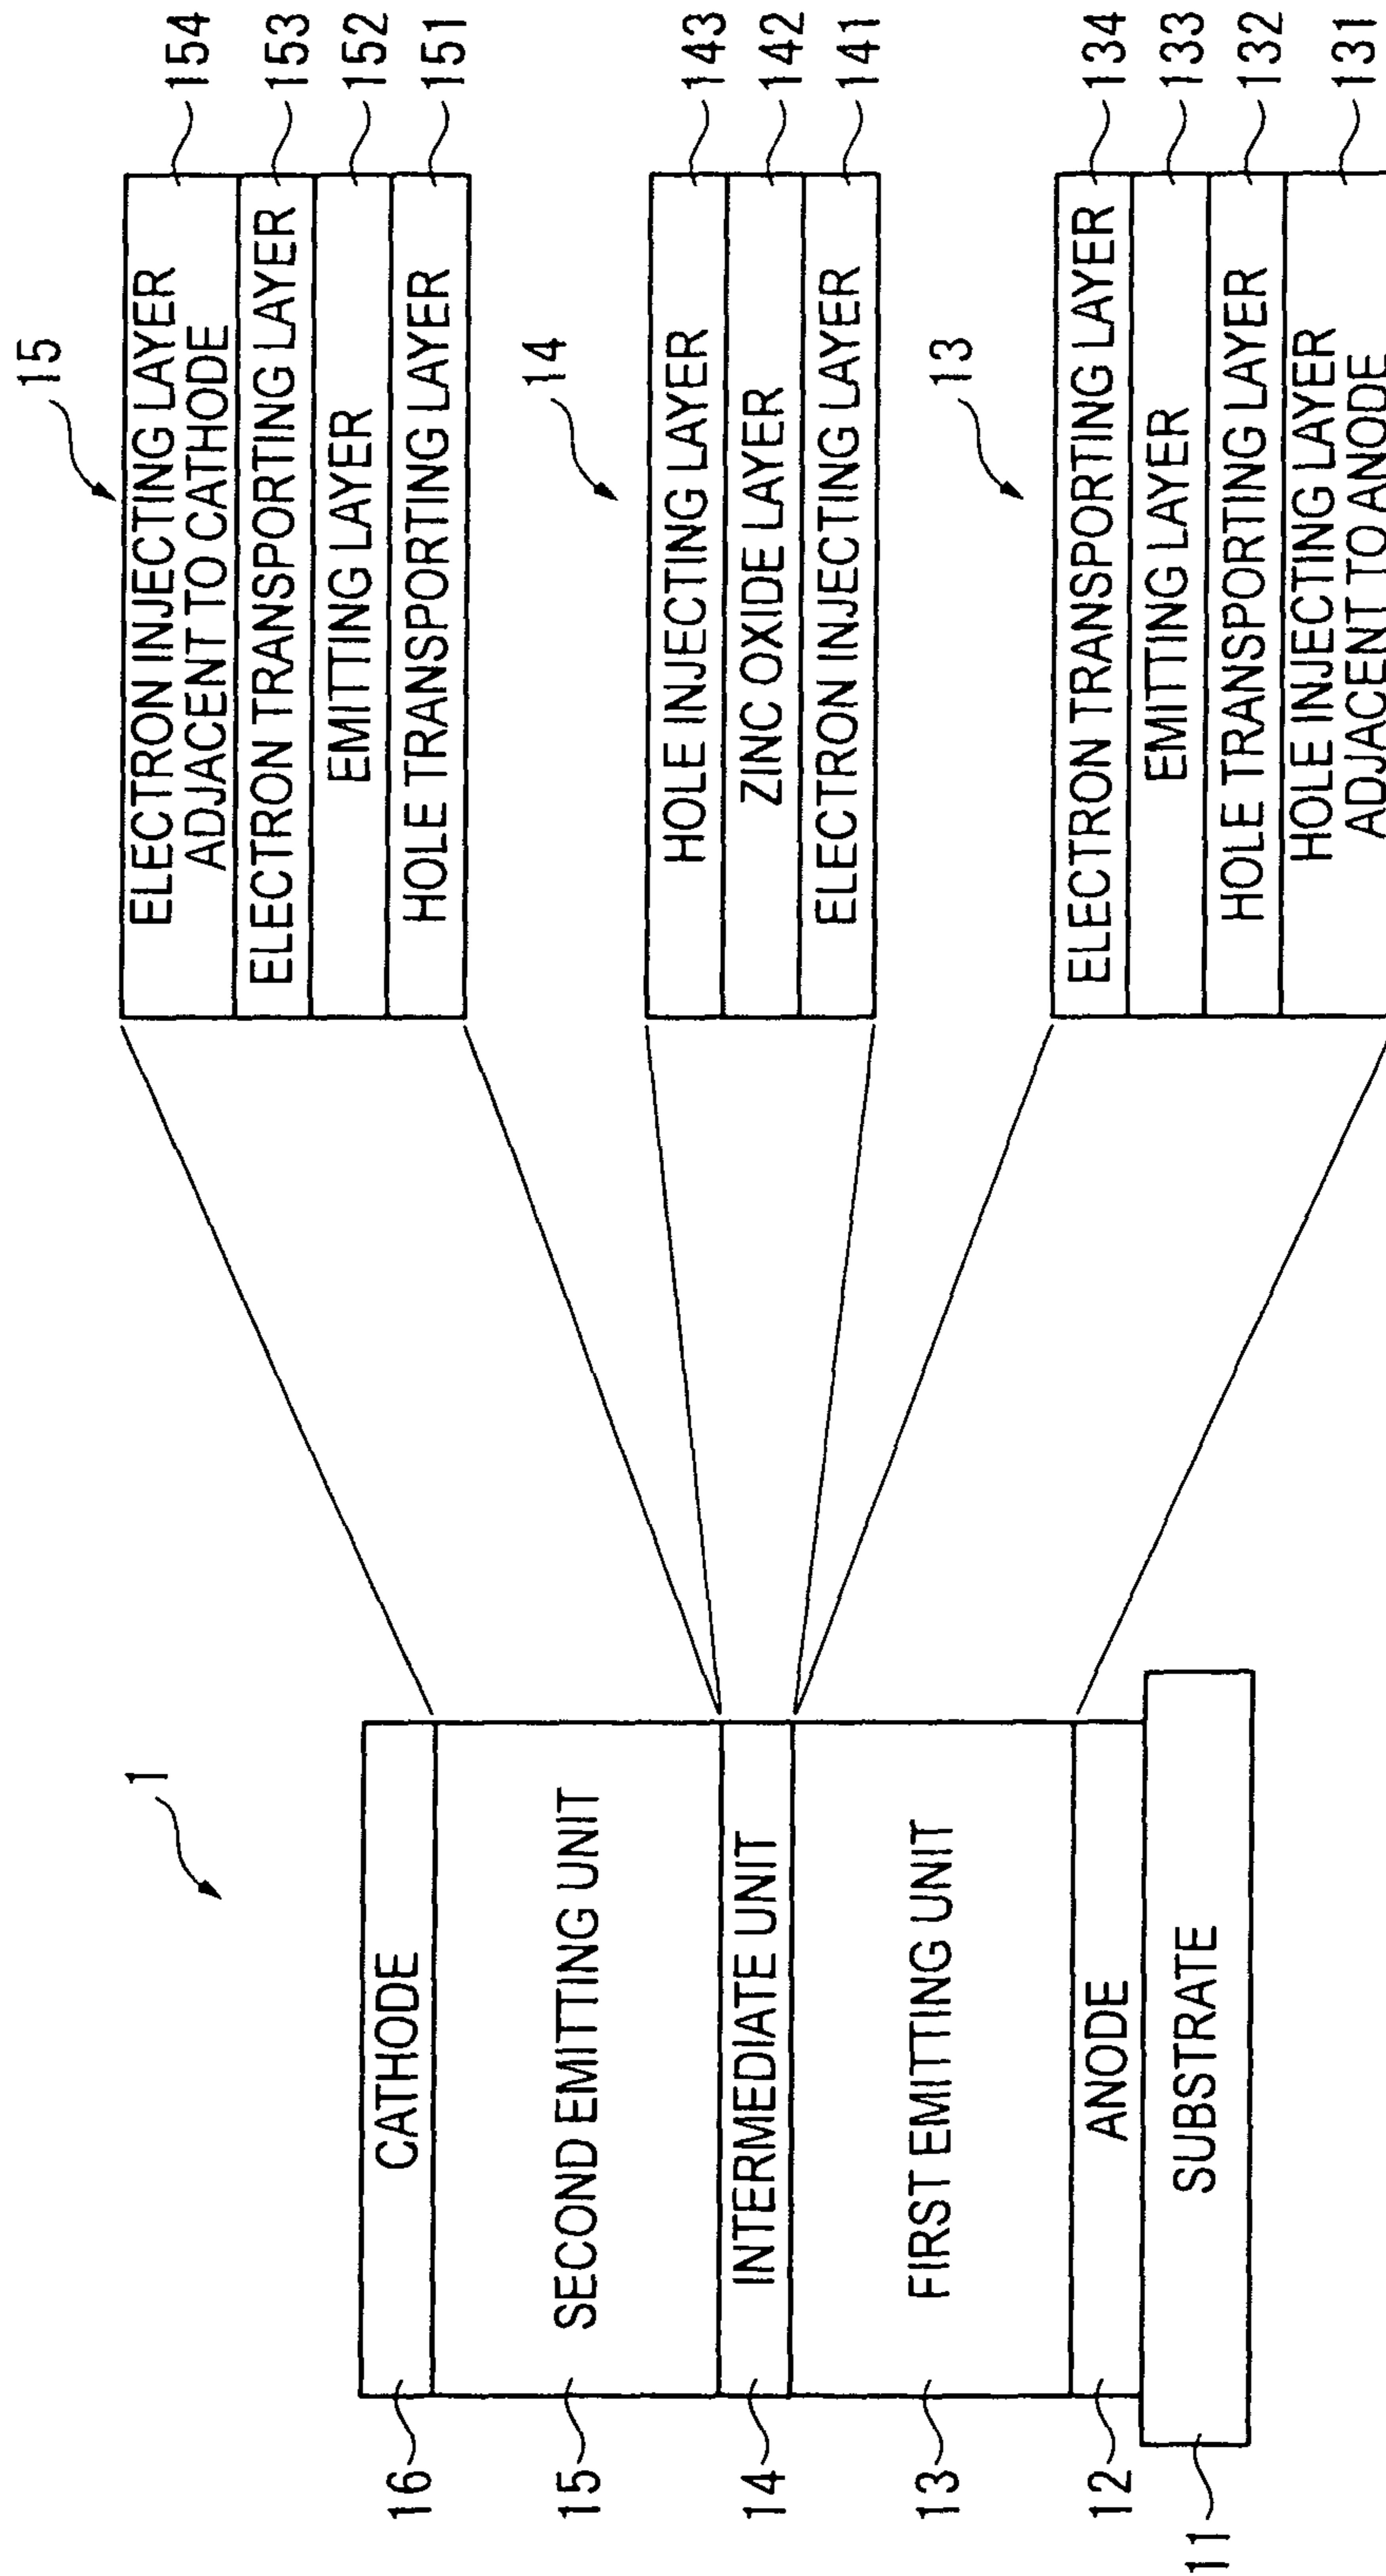 1
CATHODE
SECOND EMITTING UNIT
INTERMEDIATE UNIT
FIRST EMITTING UNIT
ANODE
SUBSTRATE
16
15
14
13
12
11
15
ELECTRON INJECTING LAYER
ADJACENT TO CATHODE
ELECTRON TRANSPORTING LAYER
EMITTING LAYER
HOLE TRANSPORTING LAYER
154
153
152
151
14
HOLE INJECTING LAYER
ZINC OXIDE LAYER
ELECTRON INJECTING LAYER
143
142
141
13
ELECTRON TRANSPORTING LAYER
EMITTING LAYER
HOLE TRANSPORTING LAYER
HOLE INJECTING LAYER
ADJACENT TO ANODE
134
133
132
131